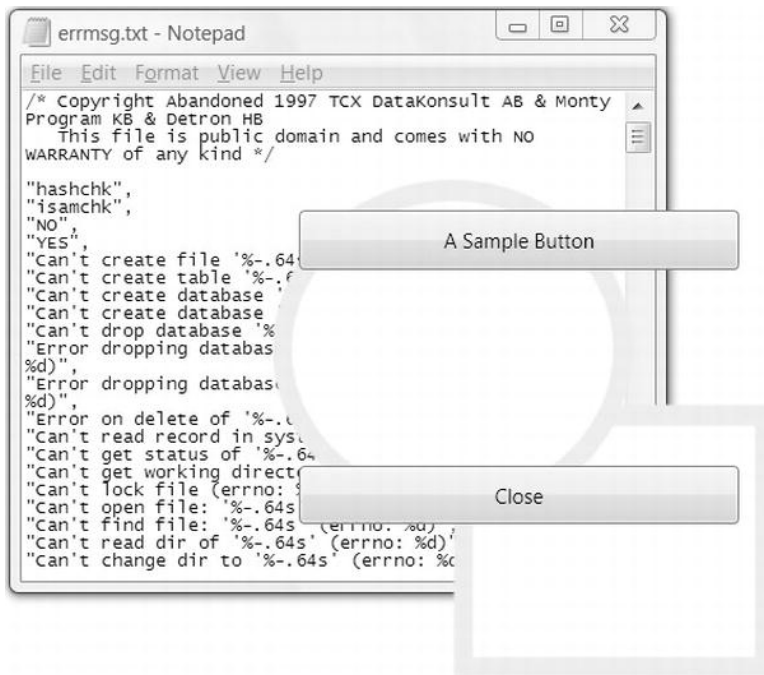 errmsg.txt - Notepad
File Edit Format View Help
/* Copyright Abandoned 1997 TCX DataKonsult AB & Monty
Program KB & Detron HB
This file is public domain and comes with NO
WARRANTY of any kind */
"hashchk",
"isamchk",
"NO",
"YES",
"Can't create file '%-.64s
"Can't create table '%-.6
"Can't create database '
"Can't create database
"Can't drop database '%
"Error dropping databas
%d)",
"Error dropping databas
%d)",
"Error on delete of '%-.6
"Can't read record in sys
"Can't get status of '%-.64
"Can't get working directo
"Can't lock file (errno: %
"Can't open file: '%-.64s
"Can't find file: '%-.64s' (errno: %d)",
"Can't read dir of '%-.64s' (errno: %d)"
"Can't change dir to '%-.64s' (errno: %d
A Sample Button
Close